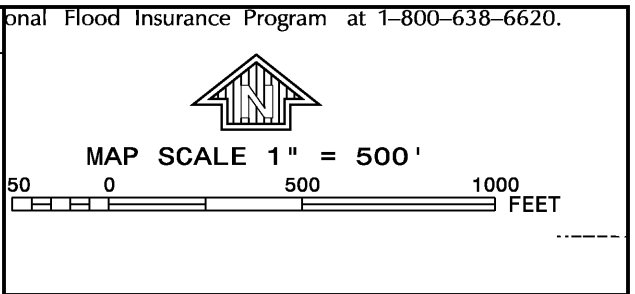 onal Flood Insurance Program at 1–800–638–6620.
N
MAP SCALE 1" = 500'
50 0 500 1000
FEET